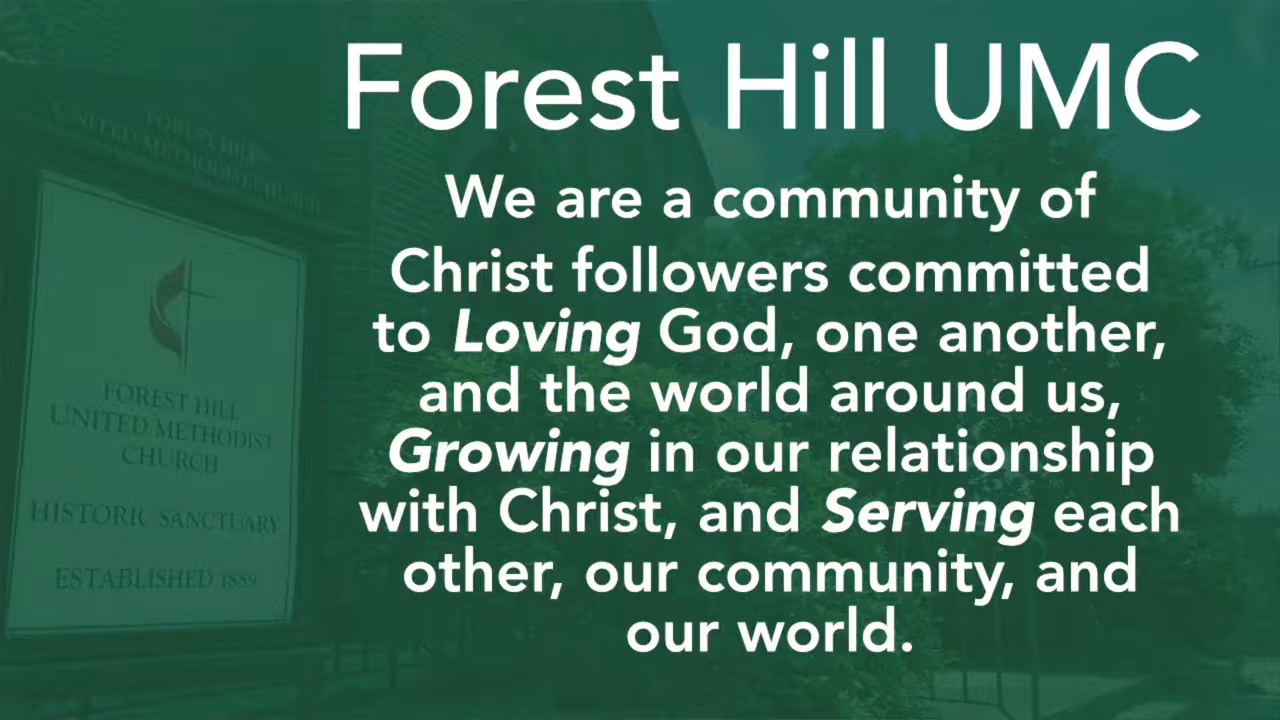 Forest Hill UMC
We are a community of
Christ followers committed
to Loving God, one another,
and the world around us,
Growing in our relationship
with Christ, and Serving each
other, our community, and
our world.
FOREST HILL
UNITED METHODIST CHURCH
FOREST HILL
UNITED METHODIST
CHURCH
HISTORIC SANCTUARY
ESTABLISHED 1889